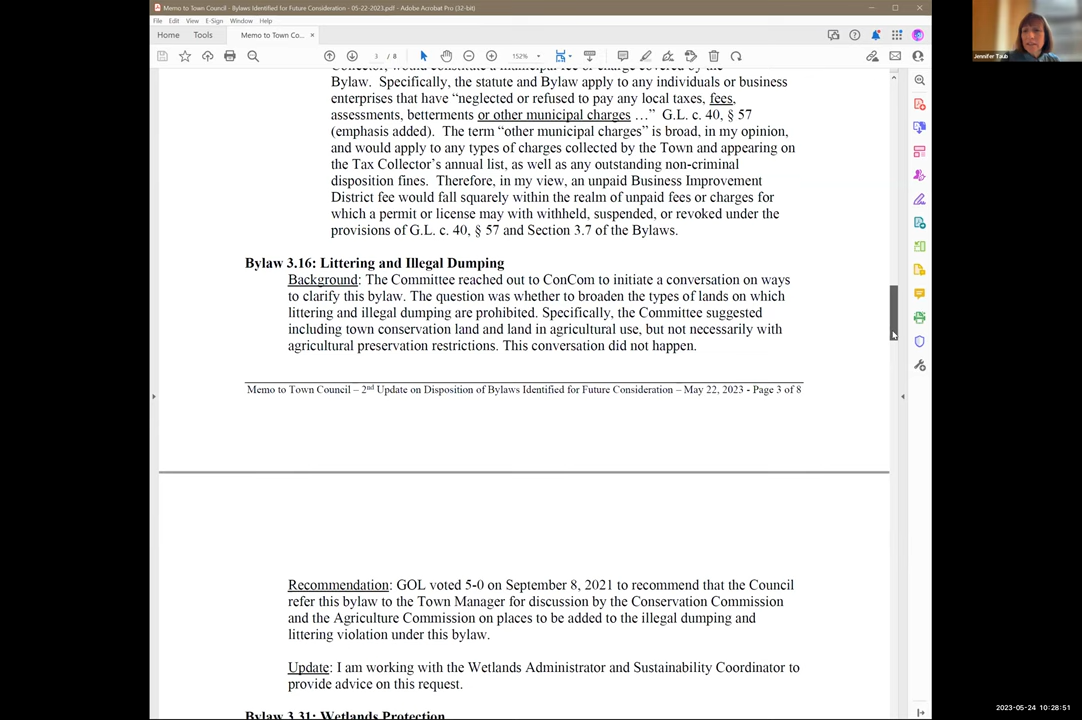 Memo to Town Council - Bylaws Identified for Future Consideration - 05-22-2023.pdf - Adobe Acrobat Pro (32-bit)
File Edit View E-Sign Window Help
Home Tools Memo to Town Co... ×
3 / 8 152%
Jennifer Taub
Bylaw. Specifically, the statute and Bylaw apply to any individuals or business
enterprises that have “neglected or refused to pay any local taxes, fees,
assessments, betterments or other municipal charges …” G.L. c. 40, § 57
(emphasis added). The term “other municipal charges” is broad, in my opinion,
and would apply to any types of charges collected by the Town and appearing on
the Tax Collector’s annual list, as well as any outstanding non-criminal
disposition fines. Therefore, in my view, an unpaid Business Improvement
District fee would fall squarely within the realm of unpaid fees or charges for
which a permit or license may with withheld, suspended, or revoked under the
provisions of G.L. c. 40, § 57 and Section 3.7 of the Bylaws.
Bylaw 3.16: Littering and Illegal Dumping
Background: The Committee reached out to ConCom to initiate a conversation on ways
to clarify this bylaw. The question was whether to broaden the types of lands on which
littering and illegal dumping are prohibited. Specifically, the Committee suggested
including town conservation land and land in agricultural use, but not necessarily with
agricultural preservation restrictions. This conversation did not happen.
Memo to Town Council – 2nd Update on Disposition of Bylaws Identified for Future Consideration – May 22, 2023 - Page 3 of 8
Recommendation: GOL voted 5-0 on September 8, 2021 to recommend that the Council
refer this bylaw to the Town Manager for discussion by the Conservation Commission
and the Agriculture Commission on places to be added to the illegal dumping and
littering violation under this bylaw.
Update: I am working with the Wetlands Administrator and Sustainability Coordinator to
provide advice on this request.
Bylaw 3.31: Wetlands Protection
2023-05-24 10:28:51